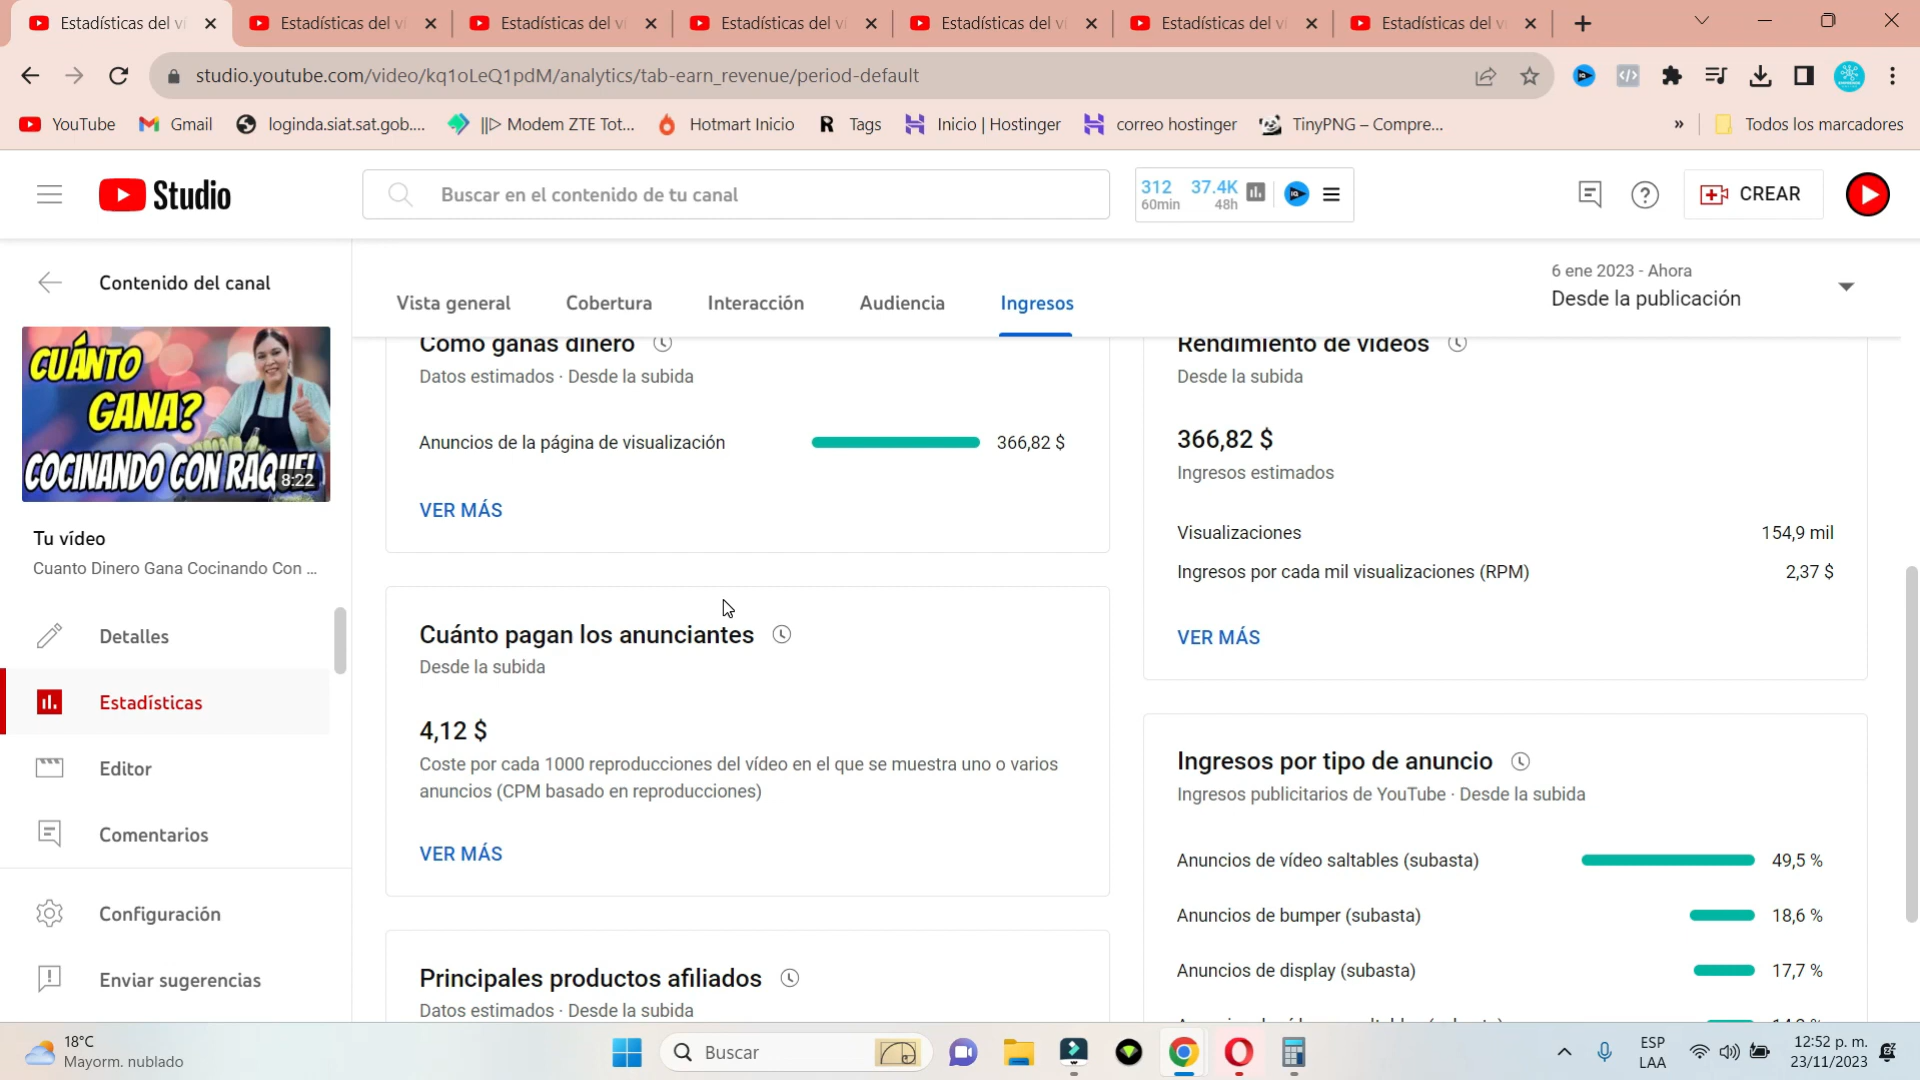 Estadísticas del ví
Estadísticas del ví
Estadísticas del ví
Estadísticas del ví
Estadísticas del ví
Estadísticas del ví
Estadísticas del ví
studio.youtube.com/video/kq1oLeQ1pdM/analytics/tab-earn_revenue/period-default
YouTube
Gmail
loginda.siat.sat.gob....
||▷ Modem ZTE Tot...
Hotmart Inicio
R Tags
Inicio | Hostinger
correo hostinger
TinyPNG – Compre...
»
Todos los marcadores
Studio
Buscar en el contenido de tu canal
312 37.4K
60min 48h
CREAR
Contenido del canal
CUÁNTO
GANA?
COCINANDO CON RAQUEL
8:22
Tu vídeo
Cuanto Dinero Gana Cocinando Con ...
Detalles
Estadísticas
Editor
Comentarios
Configuración
Enviar sugerencias
Vista general
Cobertura
Interacción
Audiencia
Ingresos
6 ene 2023 - Ahora
Desde la publicación
Cómo ganas dinero
Datos estimados · Desde la subida
Anuncios de la página de visualización 366,82 $
VER MÁS
Cuánto pagan los anunciantes
Desde la subida
4,12 $
Coste por cada 1000 reproducciones del vídeo en el que se muestra uno o varios
anuncios (CPM basado en reproducciones)
VER MÁS
Principales productos afiliados
Datos estimados · Desde la subida
Rendimiento de vídeos
Desde la subida
366,82 $
Ingresos estimados
Visualizaciones 154,9 mil
Ingresos por cada mil visualizaciones (RPM) 2,37 $
VER MÁS
Ingresos por tipo de anuncio
Ingresos publicitarios de YouTube · Desde la subida
Anuncios de vídeo saltables (subasta) 49,5 %
Anuncios de bumper (subasta) 18,6 %
Anuncios de display (subasta) 17,7 %
18°C
Mayorm. nublado
Buscar
ESP
LAA
12:52 p. m.
23/11/2023